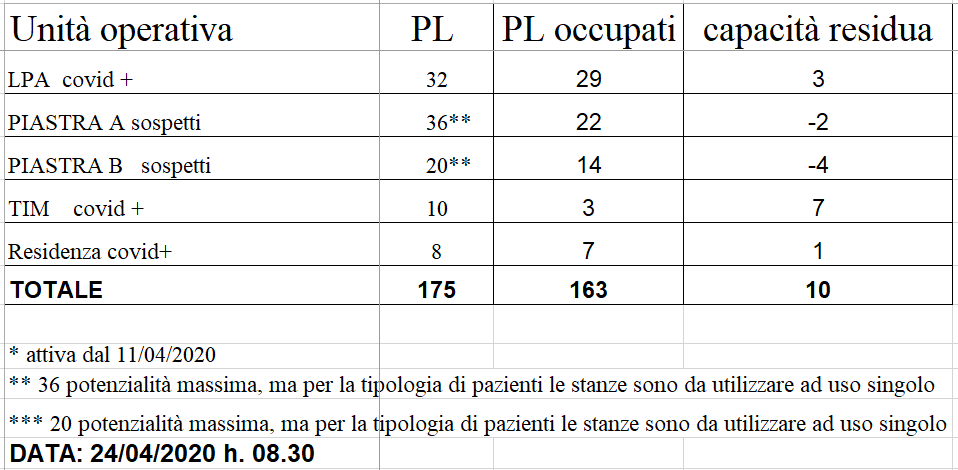 Unità operativa PL PL occupati capacità residua
LPA covid + 32 29 3
PIASTRA A sospetti 36** 22 -2
PIASTRA B sospetti 20** 14 -4
TIM covid + 10 3 7
Residenza covid+ 8 7 1
TOTALE 175 163 10
* attiva dal 11/04/2020
** 36 potenzialità massima, ma per la tipologia di pazienti le stanze sono da utilizzare ad uso singolo
*** 20 potenzialità massima, ma per la tipologia di pazienti le stanze sono da utilizzare ad uso singolo
DATA: 24/04/2020 h. 08.30